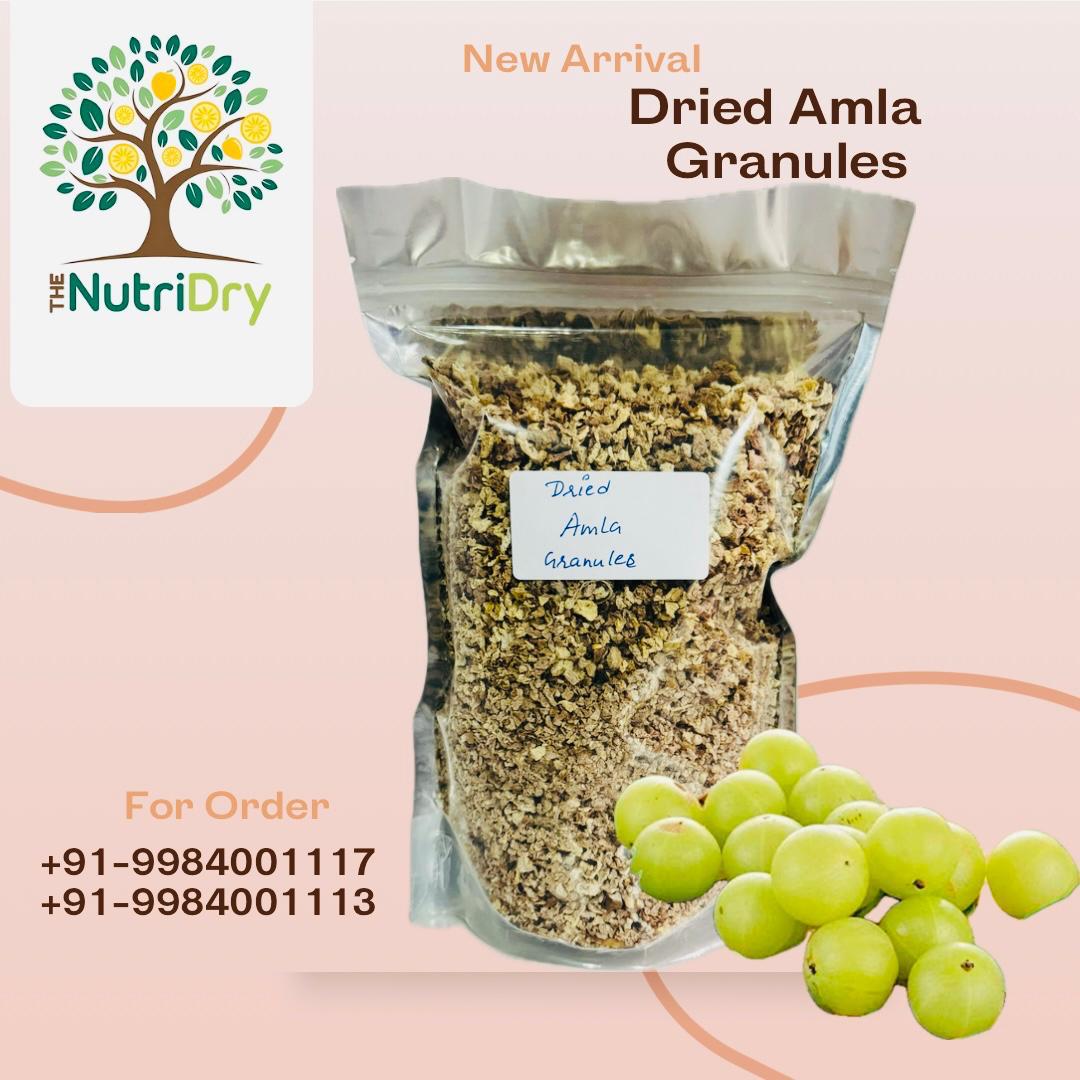 THE NutriDry
New Arrival
Dried Amla
Granules
Dried
Amla
Granules
For Order
+91-9984001117
+91-9984001113